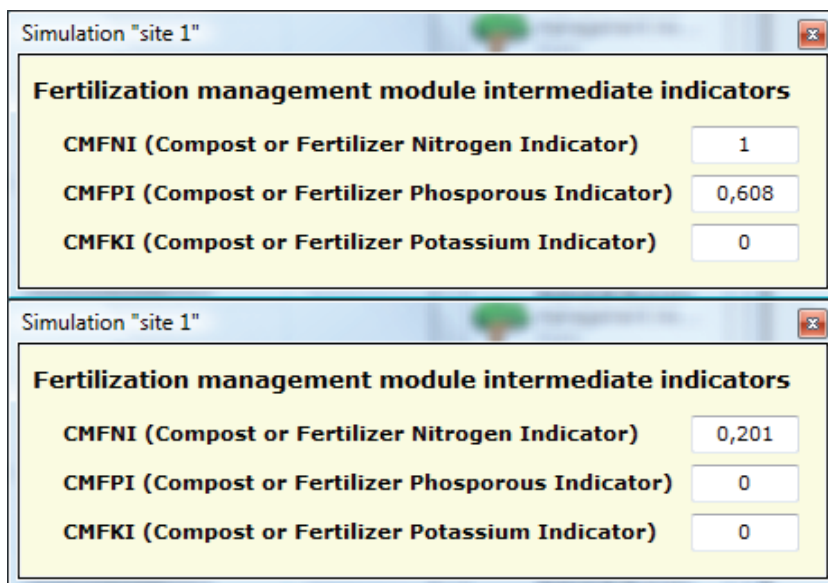 Simulation "site 1"
x
Fertilization management module intermediate indicators
CMFNI (Compost or Fertilizer Nitrogen Indicator) 1
CMFPI (Compost or Fertilizer Phosporous Indicator) 0,608
CMFKI (Compost or Fertilizer Potassium Indicator) 0
Simulation "site 1"
x
Fertilization management module intermediate indicators
CMFNI (Compost or Fertilizer Nitrogen Indicator) 0,201
CMFPI (Compost or Fertilizer Phosporous Indicator) 0
CMFKI (Compost or Fertilizer Potassium Indicator) 0